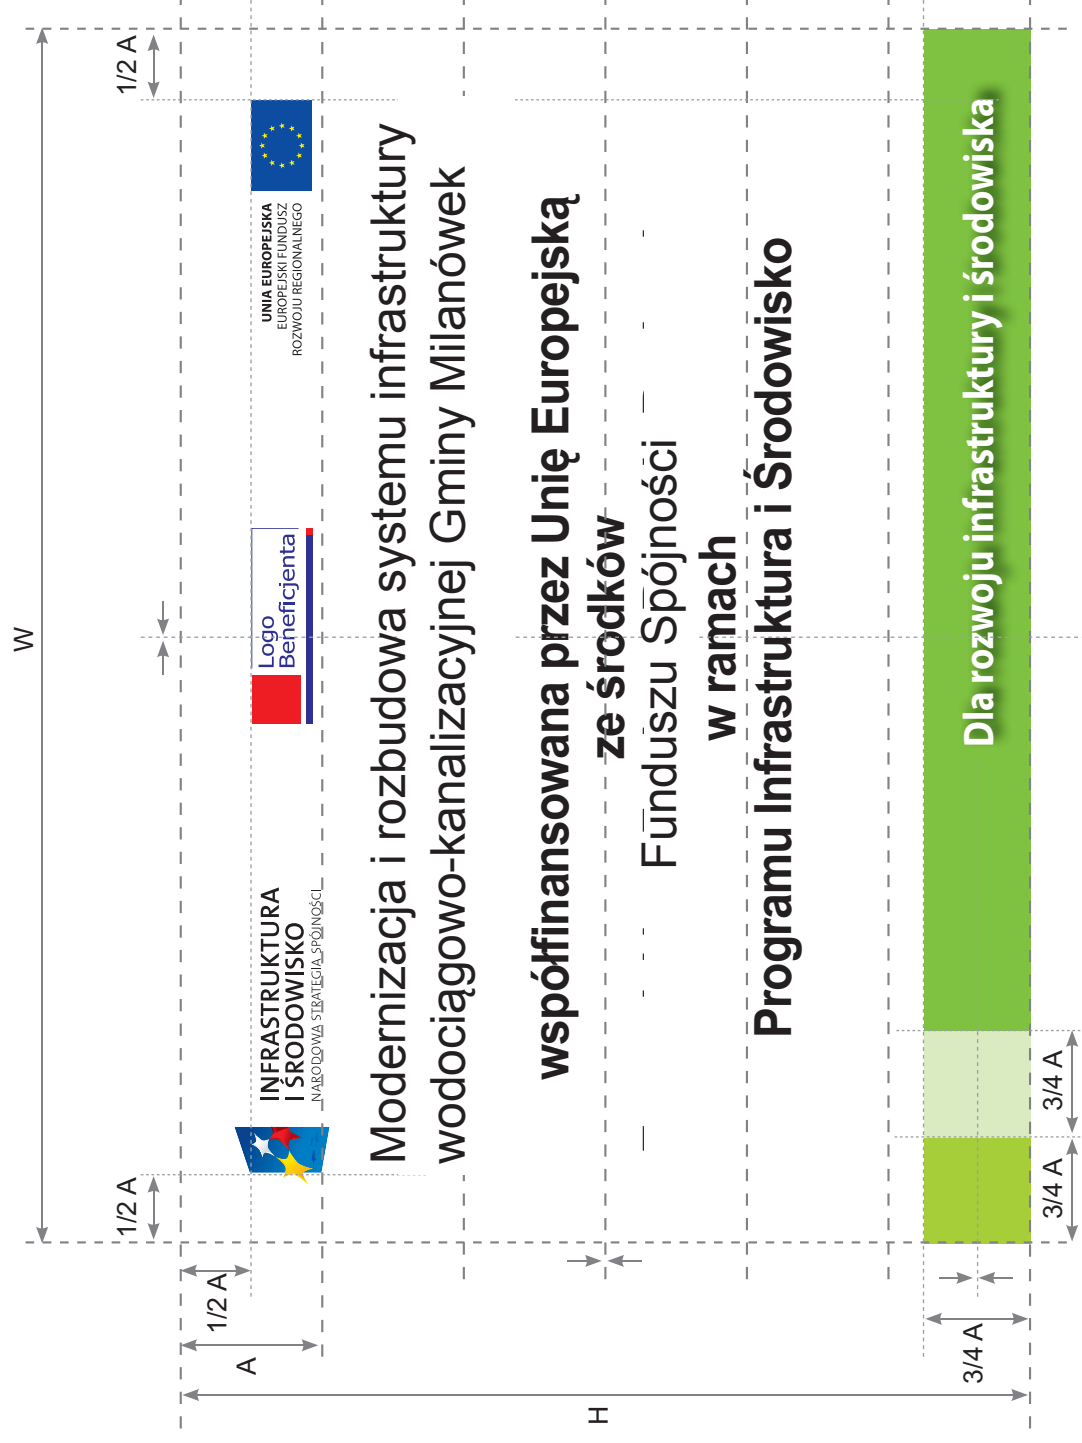 W
1/2 A
1/2 A
1/2 A
A
H
INFRASTRUKTURA
I ŚRODOWISKO
NARODOWA STRATEGIA SPÓJNOŚCI
Logo
Beneficjenta
UNIA EUROPEJSKA
EUROPEJSKI FUNDUSZ
ROZWOJU REGIONALNEGO
Modernizacja i rozbudowa systemu infrastruktury
wodociągowo-kanalizacyjnej Gminy Milanówek
współfinansowana przez Unię Europejską
ze środków
Funduszu Spójności
w ramach
Programu Infrastruktura i Środowisko
Dla rozwoju infrastruktury i środowiska
3/4 A
3/4 A
3/4 A